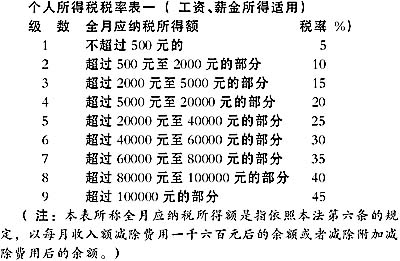 个人所得税税率表一(工资、薪金所得适用)
级 数 全月应纳税所得额 税率 %)
1 不超过 500 元的 5
2 超过 500 元至 2000 元的部分 10
3 超过 2000 元至 5000 元的部分 15
4 超过 5000 元至 20000 元的部分 20
5 超过 20000 元至 40000 元的部分 25
6 超过 40000 元至 60000 元的部分 30
7 超过 60000 元至 80000 元的部分 35
8 超过 80000 元至 100000 元的部分 40
9 超过 100000 元的部分 45
(注:本表所称全月应纳税所得额是指依照本法第六条的规
定,以每月收入额减除费用一千六百元后的余额或者减除附加减
除费用后的余额。)